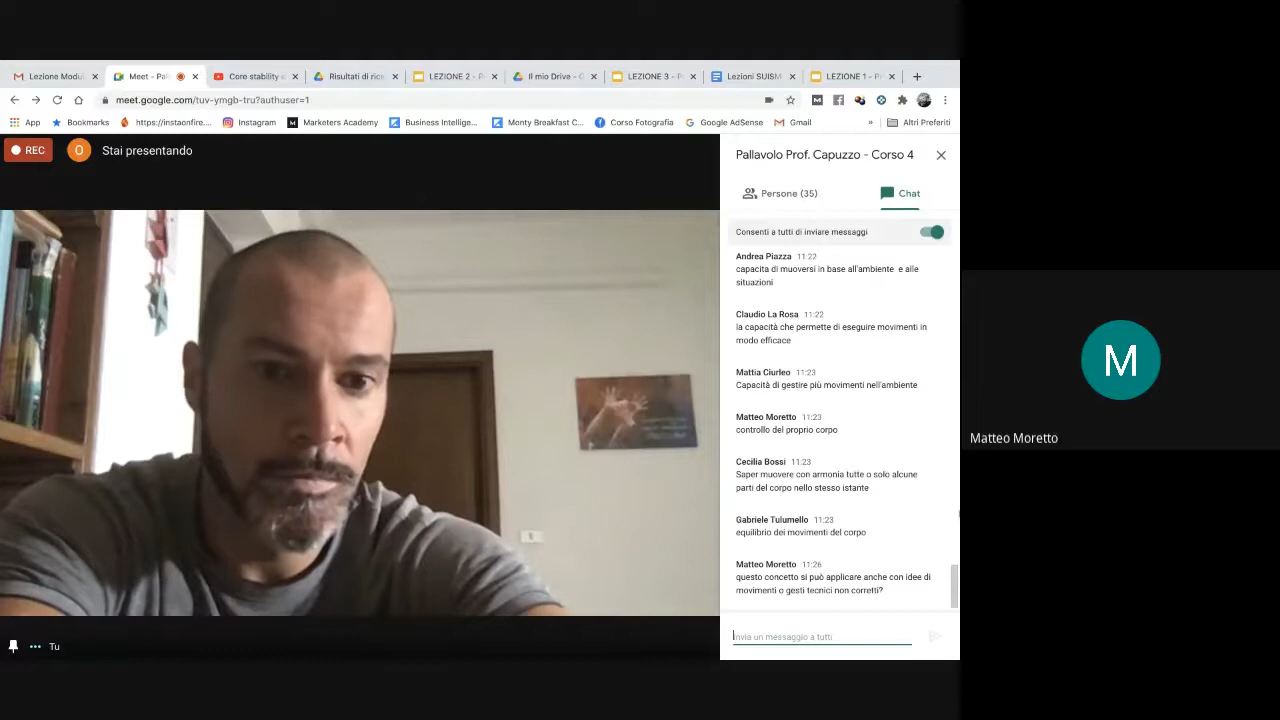 Lezione Modu
Meet - Pal
Core stability e
Risultati di rice
LEZIONE 2 - P
Il mio Drive - G
LEZIONE 3 - P
Lezioni SUISM
LEZIONE 1 - P
meet.google.com/tuv-ymgb-tru?authuser=1
App
Bookmarks
https://instaonfire....
Instagram
Marketers Academy
Business Intellige...
Monty Breakfast C...
Corso Fotografia
Google AdSense
Gmail
»
Altri Preferiti
REC
O
Stai presentando
Pallavolo Prof. Capuzzo - Corso 4
Persone (35)
Chat
Consenti a tutti di inviare messaggi
Andrea Piazza 11:22
capacita di muoversi in base all'ambiente e alle
situazioni
Claudio La Rosa 11:22
la capacità che permette di eseguire movimenti in
modo efficace
Mattia Ciurleo 11:23
Capacità di gestire più movimenti nell'ambiente
Matteo Moretto 11:23
controllo del proprio corpo
Cecilia Bossi 11:23
Saper muovere con armonia tutte o solo alcune
parti del corpo nello stesso istante
Gabriele Tulumello 11:23
equilibrio dei movimenti del corpo
Matteo Moretto 11:26
questo concetto si può applicare anche con idee di
movimenti o gesti tecnici non corretti?
Invia un messaggio a tutti
Tu
M
Matteo Moretto